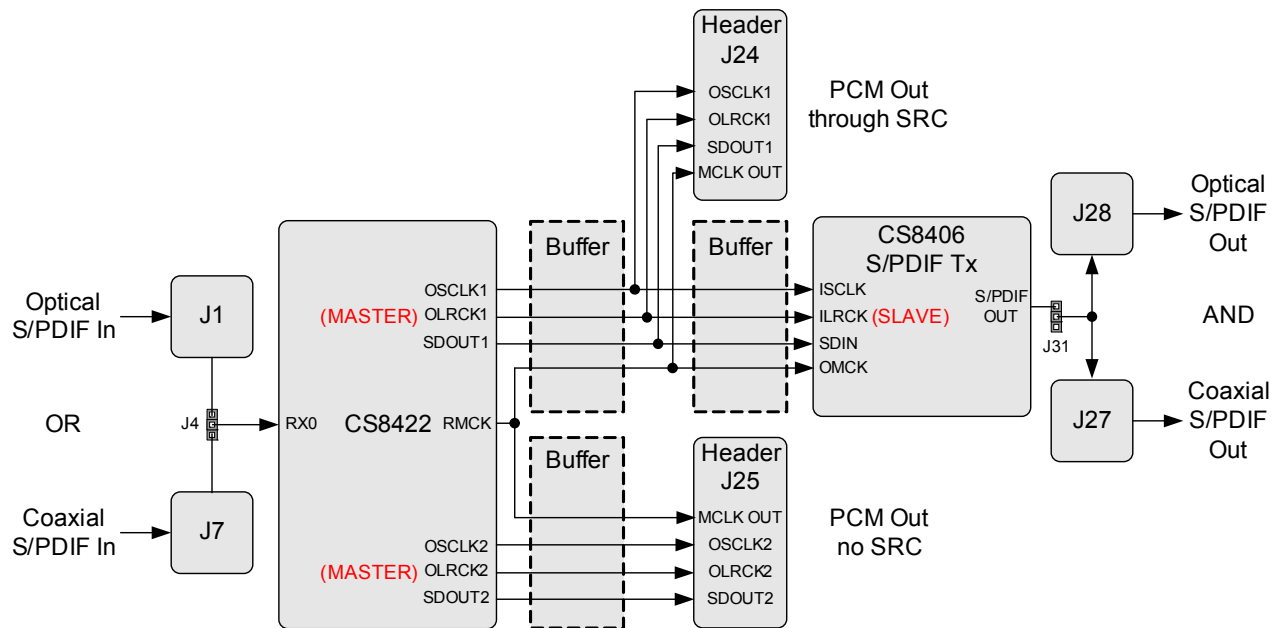 Header
J24
OSCLK1
OLRCK1
SDOUT1
MCLK OUT
PCM Out
through SRC
Optical
S/PDIF In
J1
OR
J4
Coaxial
S/PDIF In
J7
RX0
CS8422
(MASTER)
OSCLK1
OLRCK1
SDOUT1
RMCK
(MASTER)
OSCLK2
OLRCK2
SDOUT2
Buffer
Buffer
Buffer
CS8406
S/PDIF Tx
ISCLK
ILRCK
(SLAVE)
SDIN
OMCK
S/PDIF
OUT
J31
J28
Optical
S/PDIF
Out
AND
J27
Coaxial
S/PDIF
Out
Header
J25
MCLK OUT
OSCLK2
OLRCK2
SDOUT2
PCM Out
no SRC